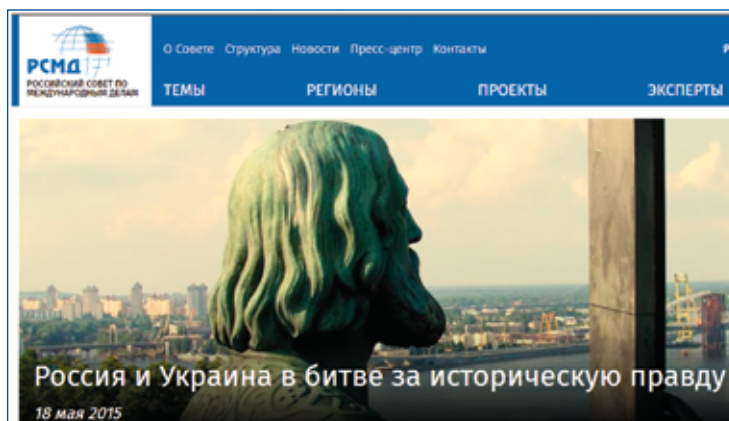 О Совете Структура Новости Пресс-центр Контакты
РСМД
РОССИЙСКИЙ СОВЕТ ПО
МЕЖДУНАРОДНЫМ ДЕЛАМ
ТЕМЫ РЕГИОНЫ ПРОЕКТЫ ЭКСПЕРТЫ
Россия и Украина в битве за историческую правду
18 мая 2015